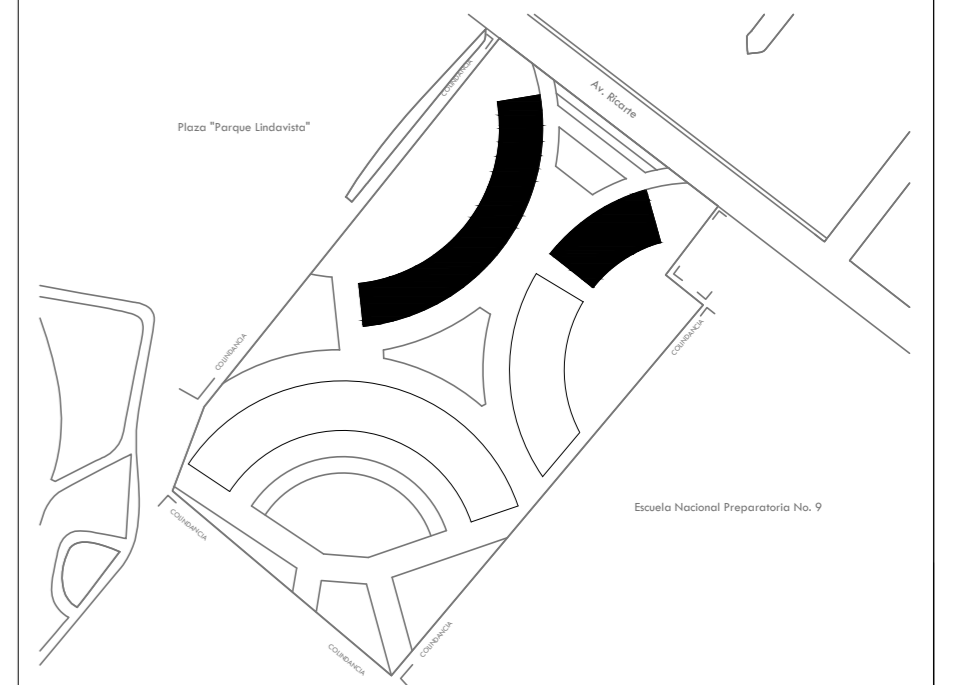 COLINDANCIA
Av. Ricarte
Plaza "Parque Lindavista"
COLINDANCIA
COLINDANCIA
Escuela Nacional Preparatoria No. 9
COLINDANCIA
COLINDANCIA
COLINDANCIA